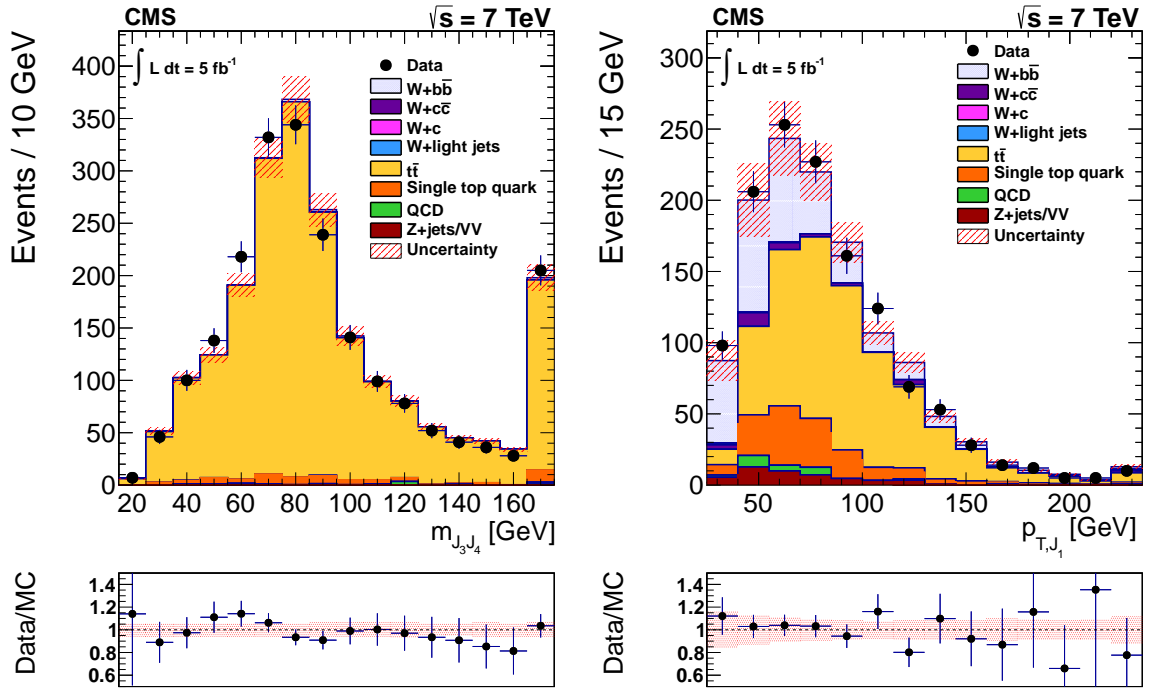 CMS √s = 7 TeV
∫ L dt = 5 fb⁻¹
Events / 10 GeV
400
350
300
250
200
150
100
50
0
Data
W+bb̅
W+cc̅
W+c
W+light jets
tt̅
Single top quark
QCD
Z+jets/VV
Uncertainty
20 40 60 80 100 120 140 160
m_{J₃J₄} [GeV]
Data/MC
1.4
1.2
1
0.8
0.6
CMS √s = 7 TeV
∫ L dt = 5 fb⁻¹
Events / 15 GeV
300
250
200
150
100
50
0
Data
W+bb̅
W+cc̅
W+c
W+light jets
tt̅
Single top quark
QCD
Z+jets/VV
Uncertainty
50 100 150 200
p_{T,J₁} [GeV]
Data/MC
1.4
1.2
1
0.8
0.6